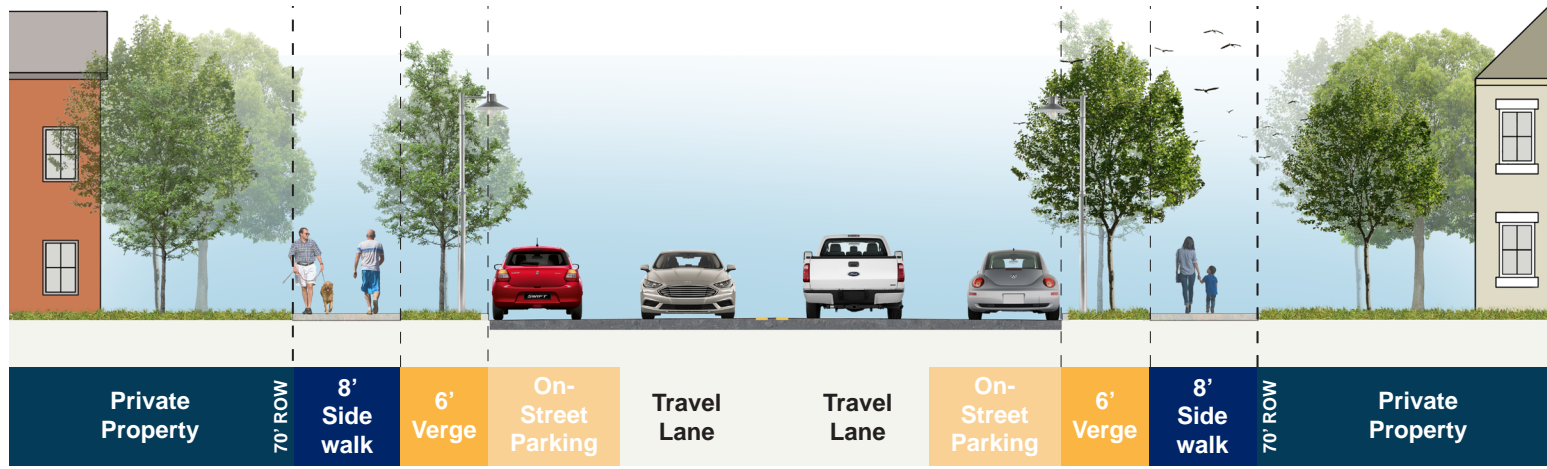 SWIFT
Private
Property
70’ ROW
8’
Side
walk
6’
Verge
On-
Street
Parking
Travel
Lane
Travel
Lane
On-
Street
Parking
6’
Verge
8’
Side
walk
70’ ROW
Private
Property